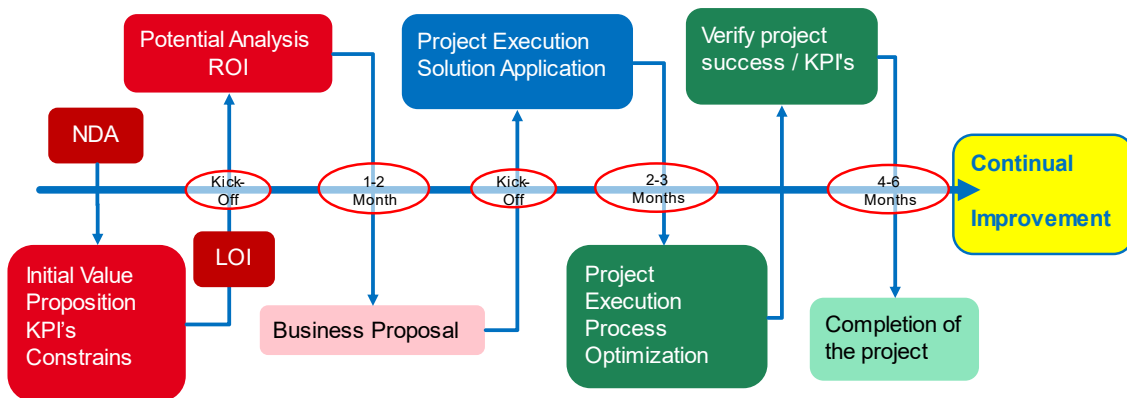 Potential Analysis
ROI
Project Execution
Solution Application
Verify project
success / KPI's
NDA
Kick-
Off
1-2
Month
Kick-
Off
2-3
Months
4-6
Months
Continual
Improvement
LOI
Initial Value
Proposition
KPI's
Constrains
Business Proposal
Project
Execution
Process
Optimization
Completion of
the project